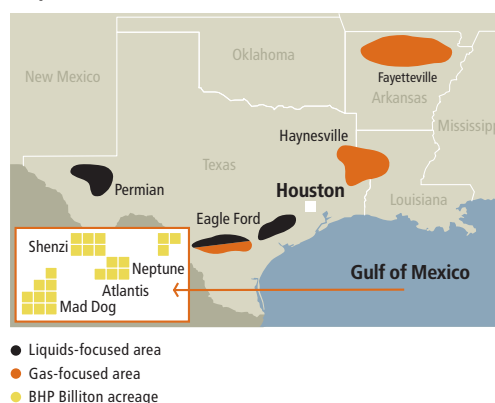 Oklahoma
New Mexico
Fayetteville
Arkansas
Mississipp
Haynesville
Texas
Permian
Houston
Louisiana
Eagle Ford
Shenzi
Neptune
Gulf of Mexico
Atlantis
Mad Dog
Liquids-focused area
Gas-focused area
BHP Billiton acreage